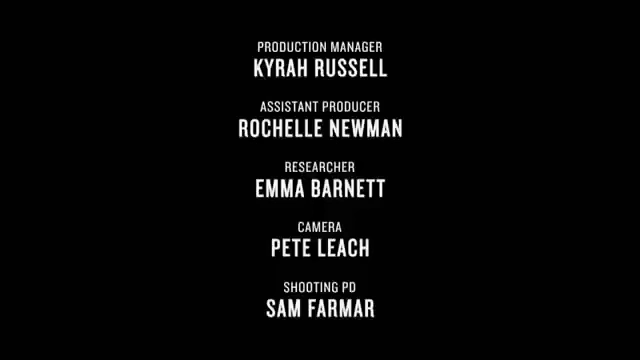 PRODUCTION MANAGER
KYRAH RUSSELL
ASSISTANT PRODUCER
ROCHELLE NEWMAN
RESEARCHER
EMMA BARNETT
CAMERA
PETE LEACH
SHOOTING PD
SAM FARMAR